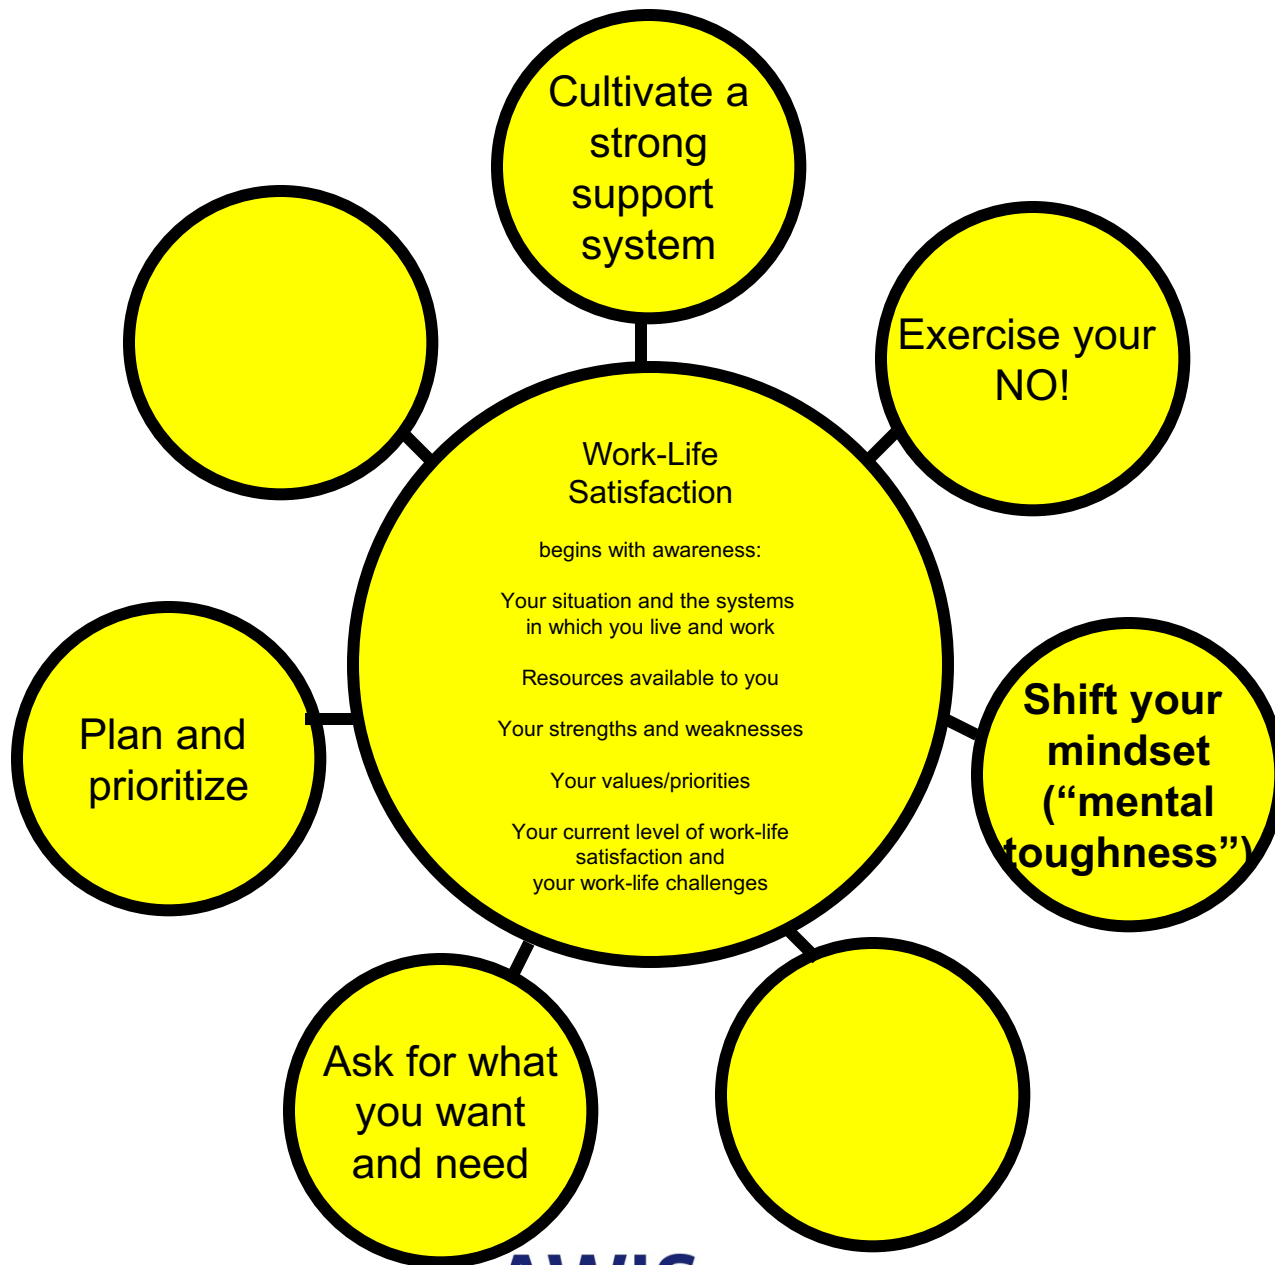 Cultivate a
strong
support
system
Exercise your
NO!
Work-Life
Satisfaction
begins with awareness:
Your situation and the systems
in which you live and work
Resources available to you
Your strengths and weaknesses
Your values/priorities
Your current level of work-life
satisfaction and
your work-life challenges
Shift your
mindset
(“mental
toughness”)
Plan and
prioritize
Ask for what
you want
and need
AWIS